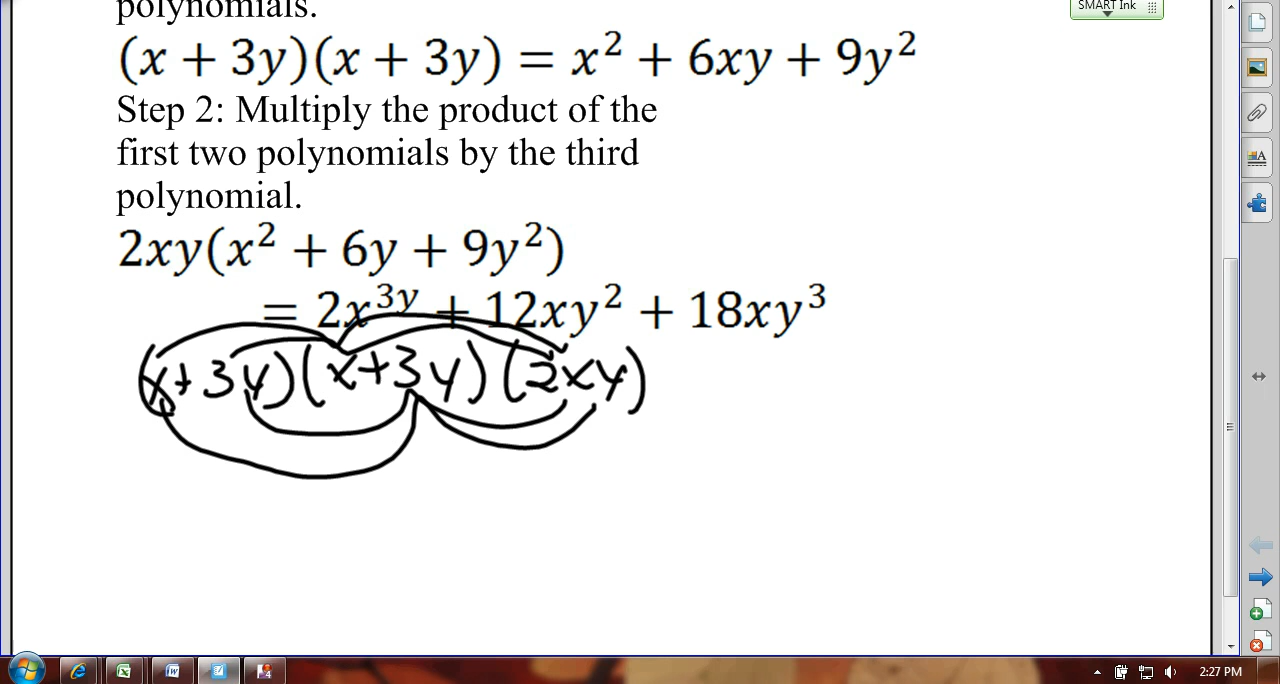 polynomials.
SMART Ink
(x + 3y)(x + 3y) = x² + 6xy + 9y²
Step 2: Multiply the product of the
first two polynomials by the third
polynomial.
2xy(x² + 6y + 9y²)
= 2x³ʸ + 12xy² + 18xy³
(x+3y)(x+3y)(2xy)
2:27 PM